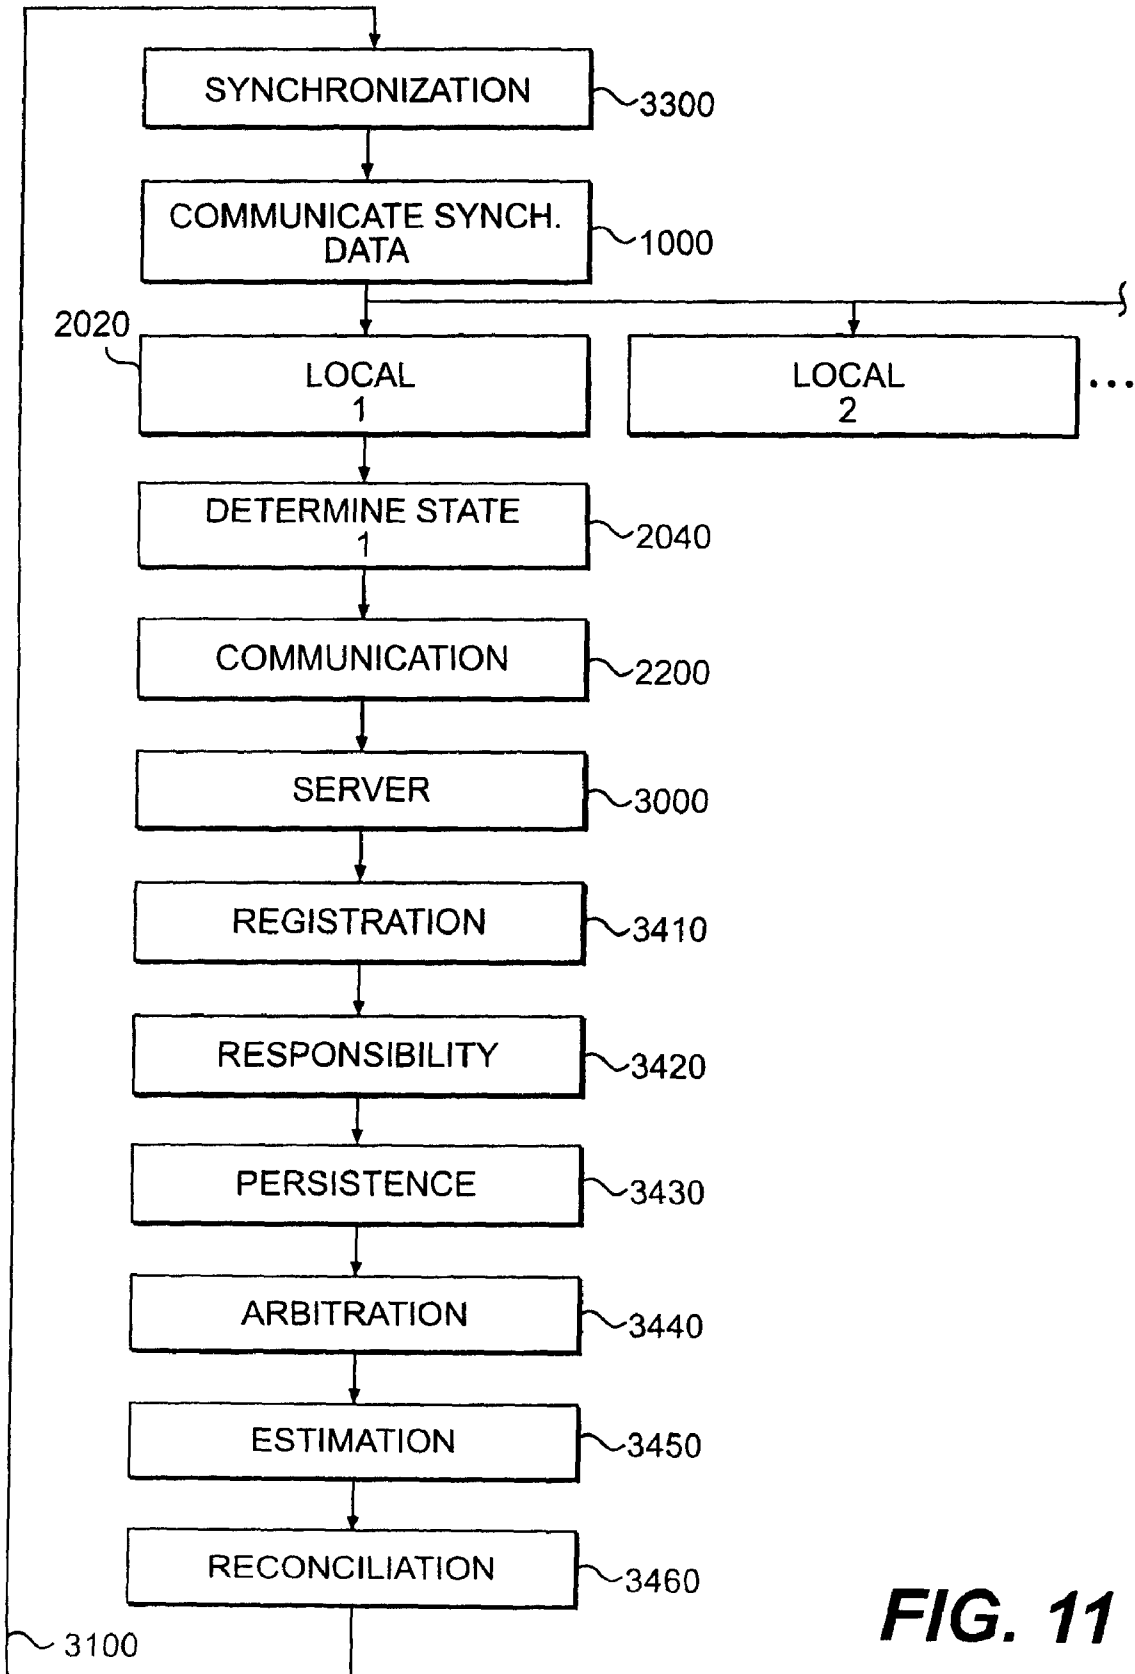 SYNCHRONIZATION
3300
COMMUNICATE SYNCH.
DATA
1000
2020
LOCAL
1
LOCAL
2
...
DETERMINE STATE
1
2040
COMMUNICATION
2200
SERVER
3000
REGISTRATION
3410
RESPONSIBILITY
3420
PERSISTENCE
3430
ARBITRATION
3440
ESTIMATION
3450
RECONCILIATION
3460
3100
FIG. 11